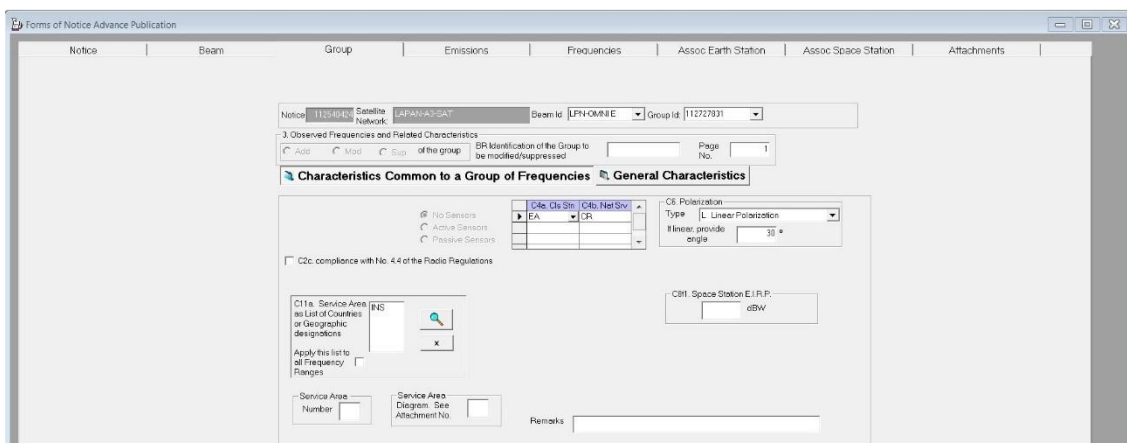 Forms of Notice Advance Publication
Notice Beam Group Emissions Frequencies Assoc Earth Station Assoc Space Station Attachments
Notice 112540424 Satellite Network: LAPAN-A3-SAT Beam Id LPN-OMNIE Group Id: 112727831
3. Observed Frequencies and Related Characteristics
Add Mod Sup of the group BR Identification of the Group to be modified/suppressed Page No. 1
Characteristics Common to a Group of Frequencies General Characteristics
C4a. Cls Stn C4b. Nat Srv
EA CR
No Sensors
Active Sensors
Passive Sensors
C6. Polarization
Type L Linear Polarization
If linear, provide angle 30 °
C2c. compliance with No. 4.4 of the Radio Regulations
C11a. Service Area as List of Countries or Geographic designations INS
x
Apply this list to all Frequency Ranges
C8f1. Space Station E.I.R.P.
dBW
Service Area Number
Service Area Diagram. See Attachment No.
Remarks